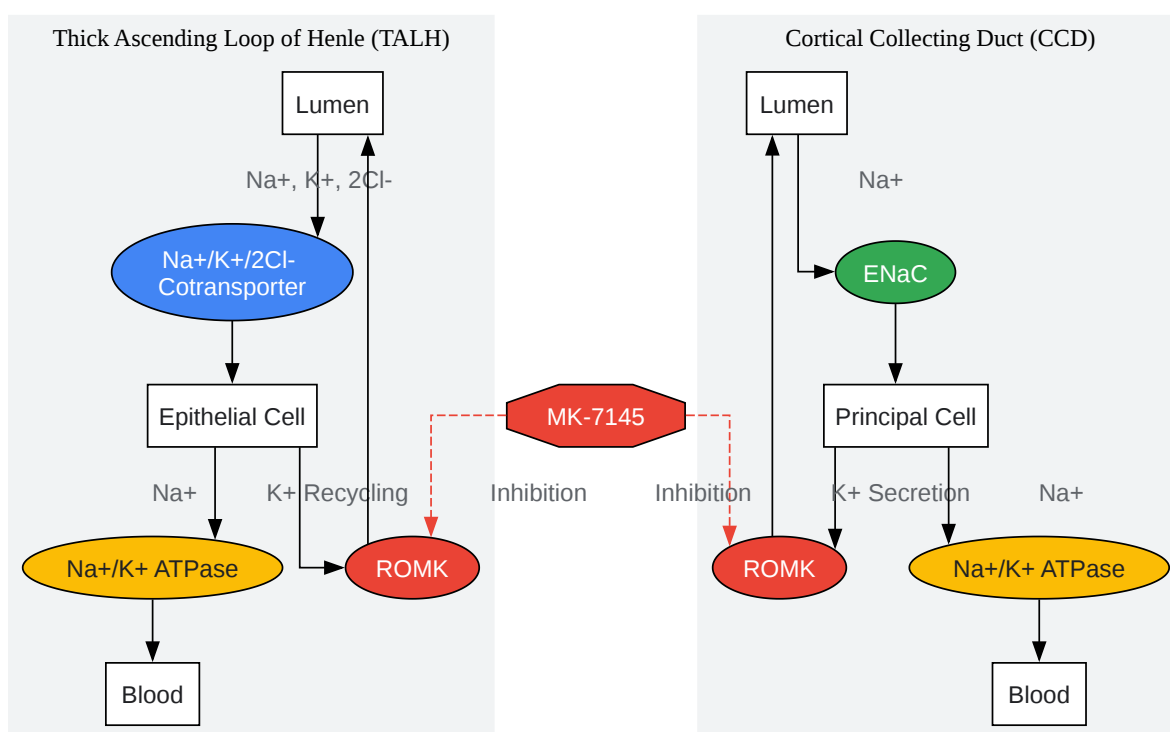 Thick Ascending Loop of Henle (TALH)
Cortical Collecting Duct (CCD)
Lumen
Lumen
Na+, K+, 2Cl-
Na+
Na+/K+/2Cl-
Cotransporter
ENaC
Epithelial Cell
MK-7145
Principal Cell
Na+
K+ Recycling
Inhibition
Inhibition
K+ Secretion
Na+
Na+/K+ ATPase
ROMK
ROMK
Na+/K+ ATPase
Blood
Blood